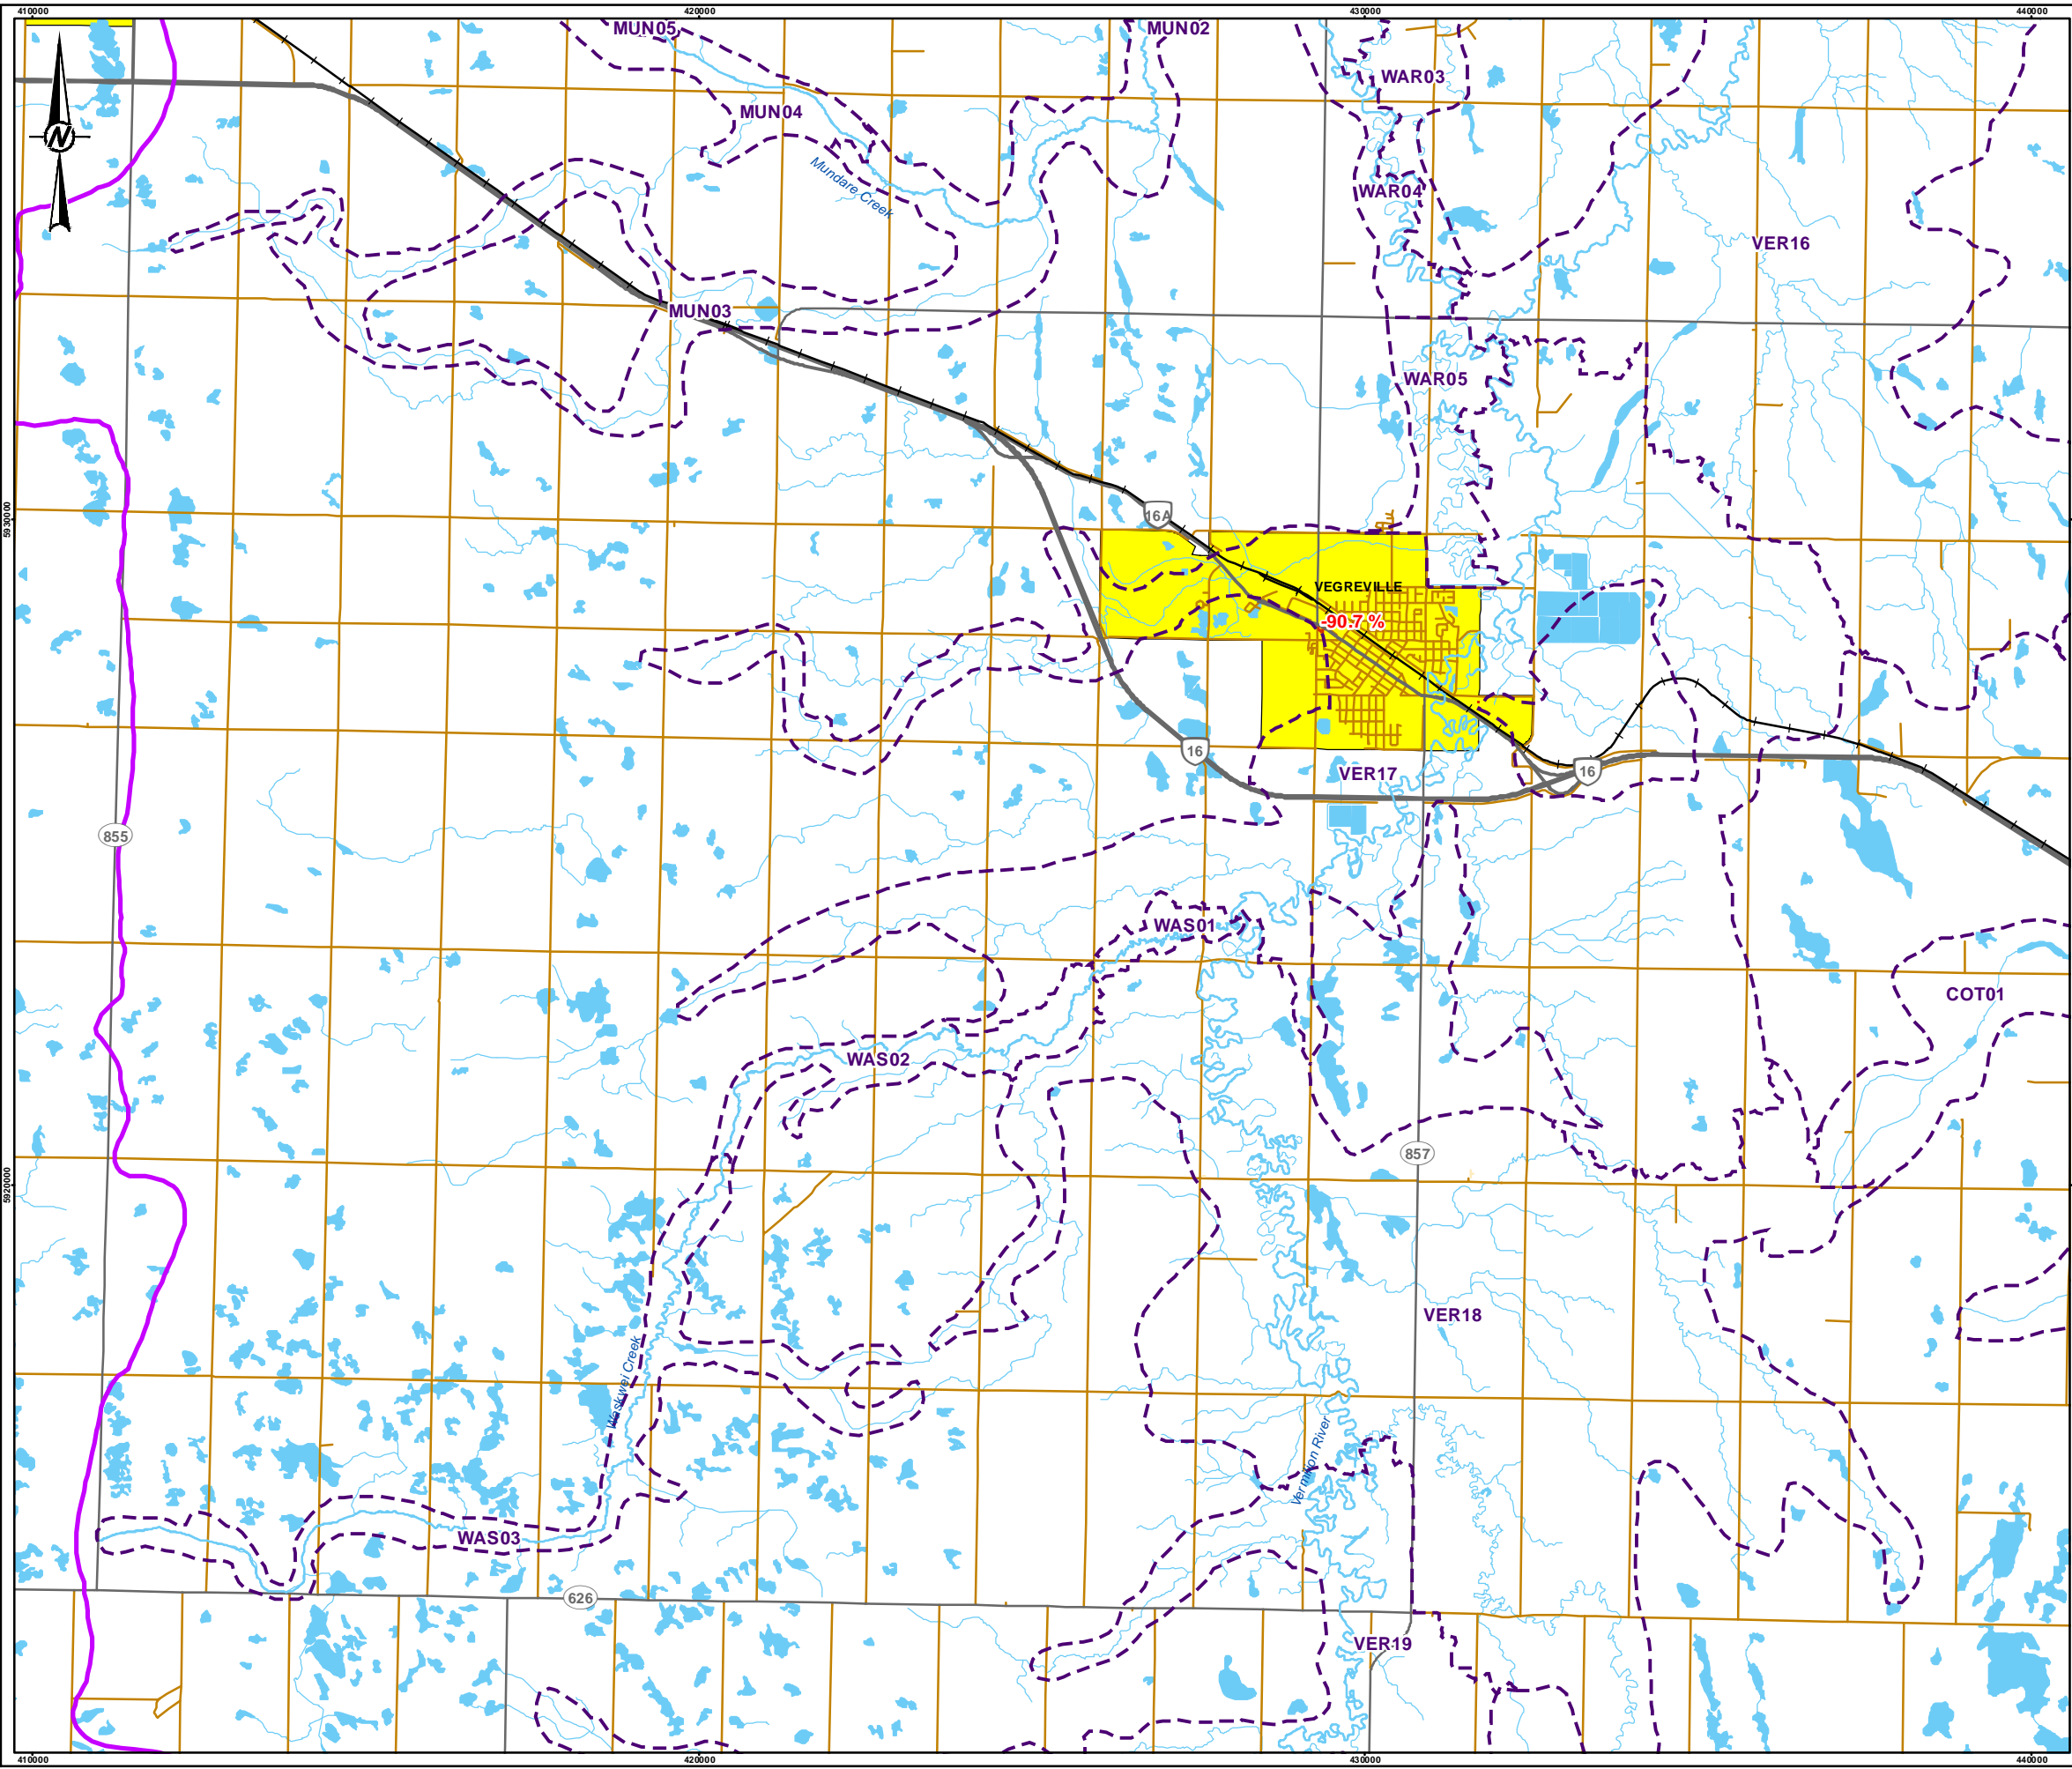 410000
420000
430000
440000
MUN05
MUN02
WAR03
MUN04
N
Mundare Creek
WAR04
VER16
MUN03
WAR05
16A
5930000
VEGREVILLE
-90.7 %
16
VER17
16
855
WAS01
COT01
WAS02
857
5920000
VER18
Waskwei Creek
Vermilion River
WAS03
626
VER19
410000
420000
430000
440000